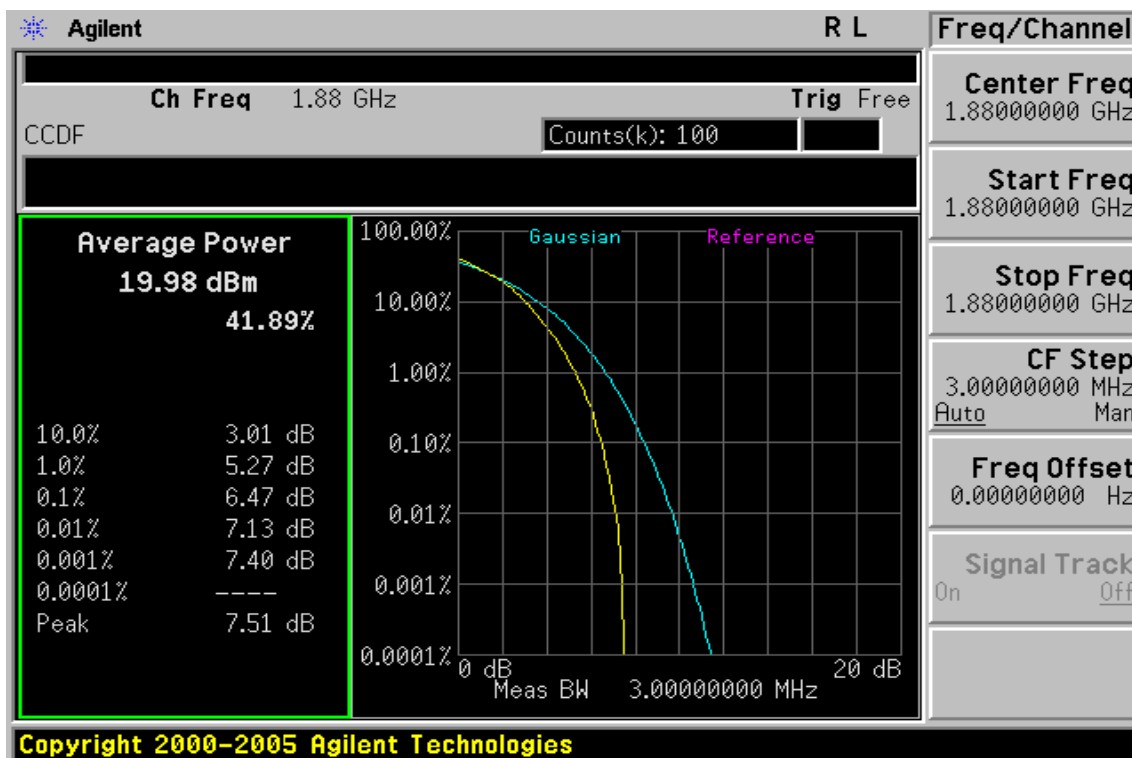 Agilent R L Freq/Channel
Ch Freq 1.88 GHz Trig Free
CCDF Counts(k): 100
Average Power
19.98 dBm
41.89%
10.0% 3.01 dB
1.0% 5.27 dB
0.1% 6.47 dB
0.01% 7.13 dB
0.001% 7.40 dB
0.0001% ----
Peak 7.51 dB
Gaussian Reference
100.00%
10.00%
1.00%
0.10%
0.01%
0.001%
0.0001%
0 dB 20 dB
Meas BW 3.00000000 MHz
Center Freq
1.88000000 GHz
Start Freq
1.88000000 GHz
Stop Freq
1.88000000 GHz
CF Step
3.00000000 MHz
Auto Man
Freq Offset
0.00000000 Hz
Signal Track
On Off
Copyright 2000-2005 Agilent Technologies